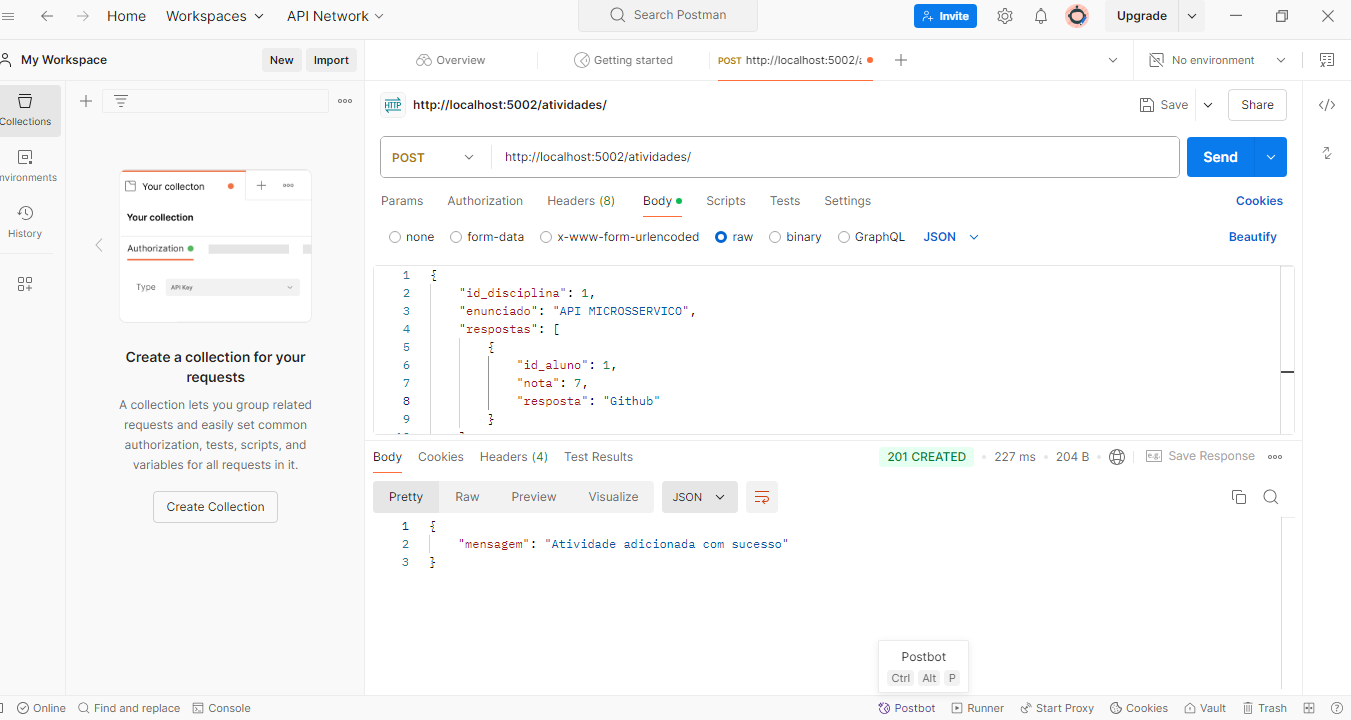 Home Workspaces API Network Search Postman Invite Upgrade
My Workspace New Import Overview Getting started POST http://localhost:5002/a No environment
Collections
nvironments
History
Your collecton
Your collection
Authorization
Type API Key
Create a collection for your
requests
A collection lets you group related
requests and easily set common
authorization, tests, scripts, and
variables for all requests in it.
Create Collection
HTTP http://localhost:5002/atividades/ Save Share
POST http://localhost:5002/atividades/ Send
Params Authorization Headers (8) Body Scripts Tests Settings Cookies
none form-data x-www-form-urlencoded raw binary GraphQL JSON Beautify
1 {
2 "id_disciplina": 1,
3 "enunciado": "API MICROSSERVICO",
4 "respostas": [
5 {
6 "id_aluno": 1,
7 "nota": 7,
8 "resposta": "Github"
9 }
Body Cookies Headers (4) Test Results 201 CREATED 227 ms 204 B e.g. Save Response
Pretty Raw Preview Visualize JSON
1 {
2 "mensagem": "Atividade adicionada com sucesso"
3 }
Postbot
Ctrl Alt P
Online Find and replace Console Postbot Runner Start Proxy Cookies Vault Trash